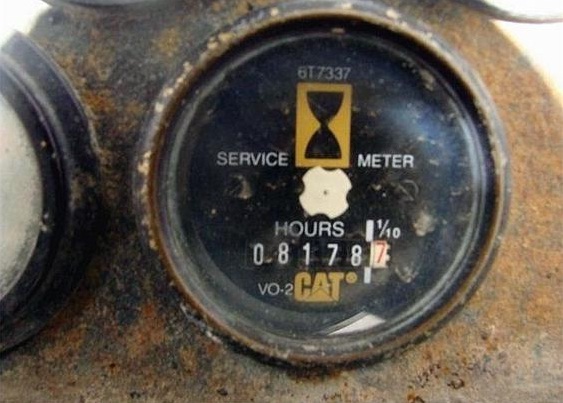 6T7337
SERVICE METER
HOURS 1/10
08178 7
VO-2 CAT®